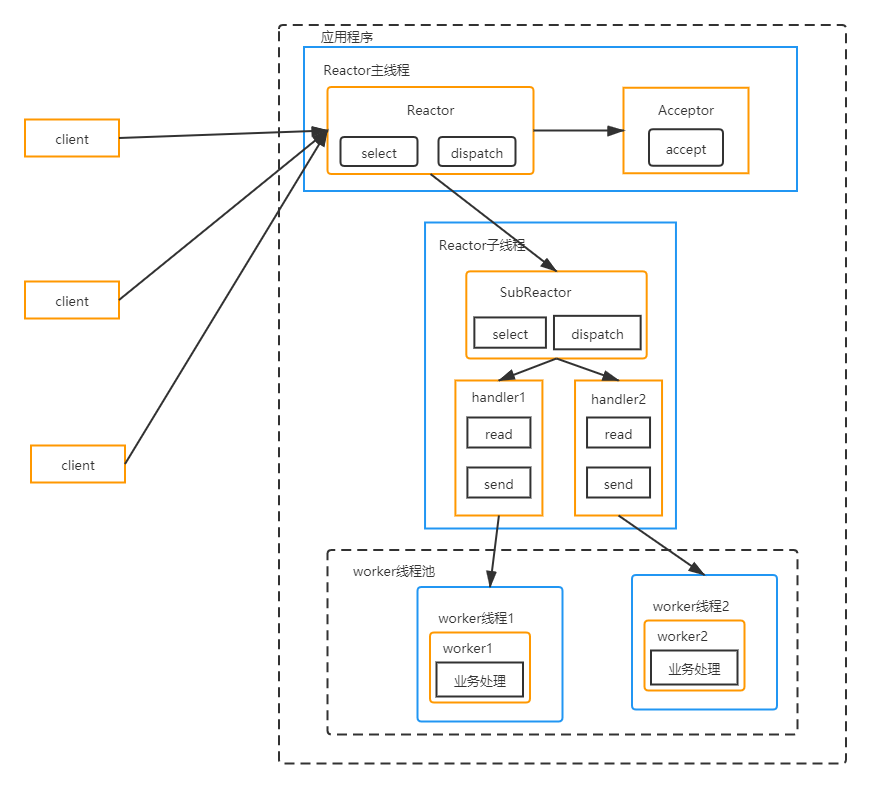 应用程序
Reactor主线程
Reactor
select
dispatch
Acceptor
accept
client
client
client
Reactor子线程
SubReactor
select
dispatch
handler1
read
send
handler2
read
send
worker线程池
worker线程1
worker1
业务处理
worker线程2
worker2
业务处理